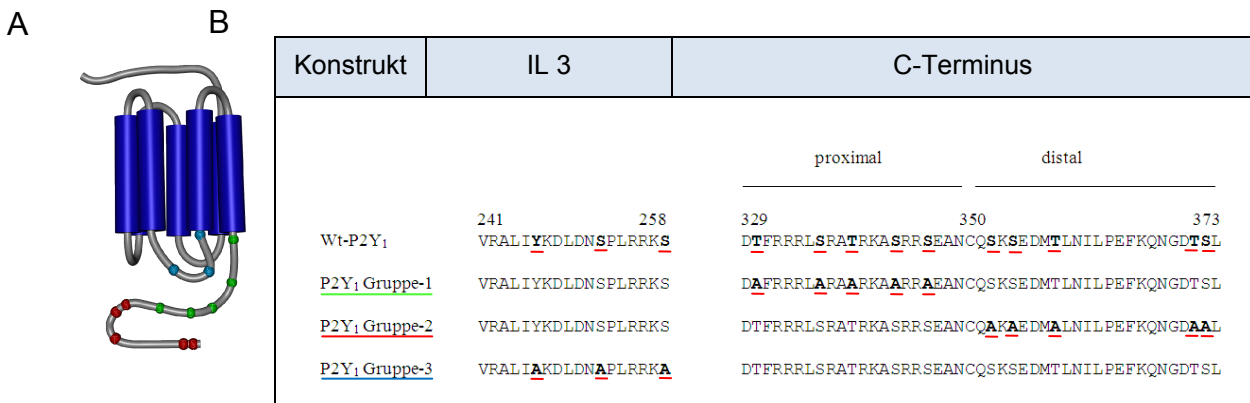 A
B
Konstrukt IL 3 C-Terminus
proximal distal
241 258 329 350 373
Wt-P2Y1 VRALIYKDLDNSPLRRKS DTFRRRLSRATRKASRRSEANCQSKSEDMTLNILPEFKQNGDTSL
P2Y1 Gruppe-1 VRALIYKDLDNSPLRRKS DAFRRRLARAARKAARRAEANCQSKSEDMTLNILPEFKQNGDTSL
P2Y1 Gruppe-2 VRALIYKDLDNSPLRRKS DTFRRRLSRATRKASRRSEANCQAKAEDMALNILPEFKQNGDAAL
P2Y1 Gruppe-3 VRALIAKDLDNAPLRRKA DTFRRRLSRATRKASRRSEANCQSKSEDMTLNILPEFKQNGDTSL